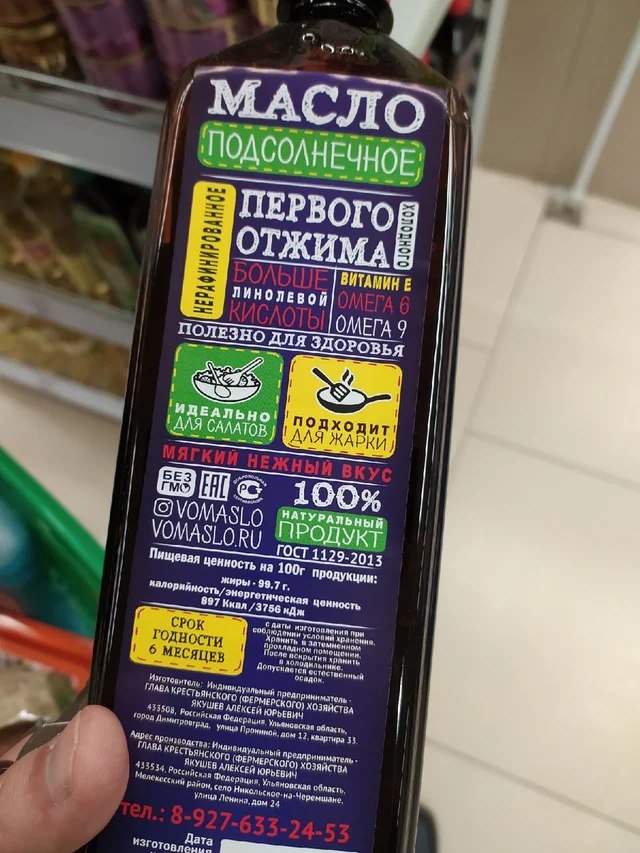 МАСЛО
ПОДСОЛНЕЧНОЕ
НЕРАФИНИРОВАННОЕ
ПЕРВОГО
ХОЛОДНОГО
ОТЖИМА
БОЛЬШЕ
ЛИНОЛЕВОЙ
КИСЛОТЫ
ВИТАМИН Е
ОМЕГА 6
ОМЕГА 9
ПОЛЕЗНО ДЛЯ ЗДОРОВЬЯ
ИДЕАЛЬНО
ДЛЯ САЛАТОВ
ПОДХОДИТ
ДЛЯ ЖАРКИ
МЯГКИЙ НЕЖНЫЙ ВКУС
БЕЗ
ГМО
EAC
ДОБРОВОЛЬНАЯ
СЕРТИФИКАЦИЯ
100%
НАТУРАЛЬНЫЙ
ПРОДУКТ
VOMASLO
VOMASLO.RU
ГОСТ 1129-2013
Пищевая ценность на 100г продукции:
жиры - 99.7 г.
калорийность/энергетическая ценность
897 Ккал /3756 кДж
СРОК
ГОДНОСТИ
6 МЕСЯЦЕВ
с даты изготовления при
соблюдении условий хранения.
Хранить в затемненном
прохладном помещении.
После вскрытия хранить
в холодильнике.
Допускается естественный
осадок.
Изготовитель: Индивидуальный предприниматель -
ГЛАВА КРЕСТЬЯНСКОГО (ФЕРМЕРСКОГО) ХОЗЯЙСТВА
ЯКУШЕВ АЛЕКСЕЙ ЮРЬЕВИЧ
433508, Российская Федерация, Ульяновская область,
город Димитровград, улица Прониной, дом 12, квартира 33.
Адрес производства: Индивидуальный предприниматель -
ГЛАВА КРЕСТЬЯНСКОГО (ФЕРМЕРСКОГО) ХОЗЯЙСТВА
ЯКУШЕВ АЛЕКСЕЙ ЮРЬЕВИЧ
433534, Российская Федерация, Ульяновская область,
Мелекесский район, село Никольское-на-Черемшане,
улица Ленина, дом 24
тел.: 8-927-633-24-53
Дата
изготовления